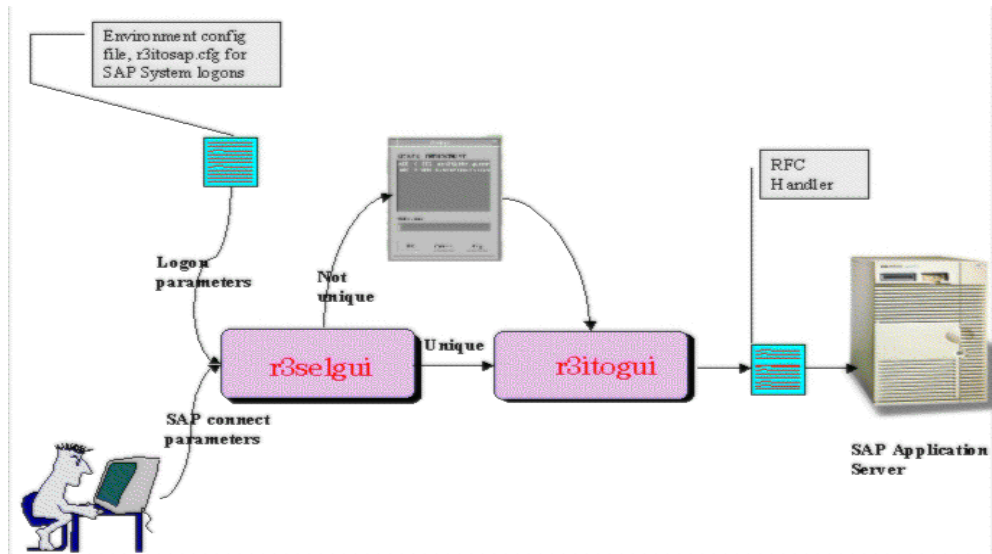 Environment config
file, r3itosap.cfg for
SAP System logons
RFC
Handler
Logon
parameters
Not
unique
Unique
r3selgui
r3itogui
SAP connect
parameters
SAP Application
Server